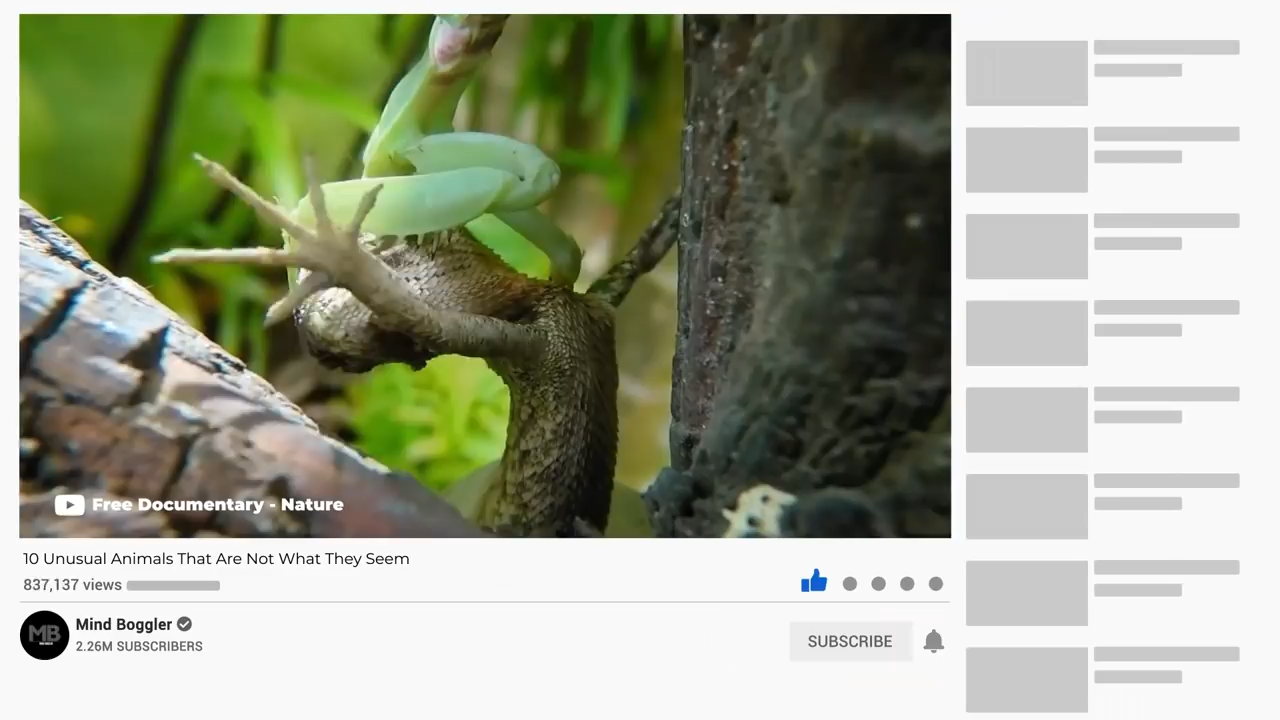 Free Documentary - Nature
10 Unusual Animals That Are Not What They Seem
837,137 views
MB
Mind Boggler
2.26M SUBSCRIBERS
SUBSCRIBE